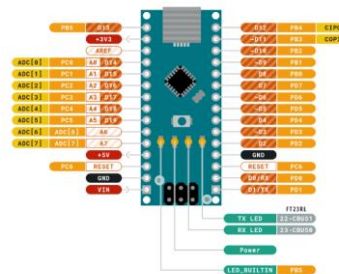 PB5 D13
~D12 PB4 CIPO
+3V3
~D11 PB3 COPI
AREF
~D10 PB2
ADC[0] PC0 A0 D14
~D9 PB1
ADC[1] PC1 A1 D15
D8 PB0
ADC[2] PC2 A2 D16
D7 PD7
ADC[3] PC3 A3 D17
~D6 PD6
ADC[4] PC4 A4 D18
~D5 PD5
ADC[5] PC5 A5 D19
D4 PD4
ADC[6] ADC[6] A6
~D3 PD3
ADC[7] ADC[7] A7
D2 PD2
+5V
GND
PC6 RESET
RESET PC6
GND
D0/RX PD0
VIN
D1/TX PD1
FT232RL
TX LED 22-CBUS1
RX LED 23-CBUS0
Power
LED_BUILTIN PB5